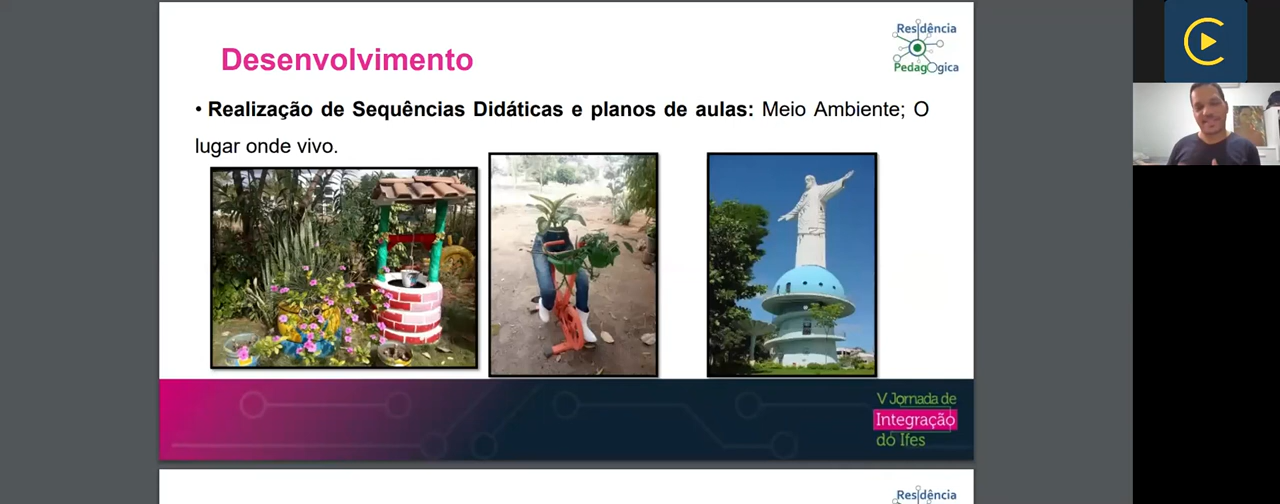 Desenvolvimento
Residência
PedagOgica
• Realização de Sequências Didáticas e planos de aulas: Meio Ambiente; O
lugar onde vivo.
V Jornada de
Integração
do Ifes
Residência